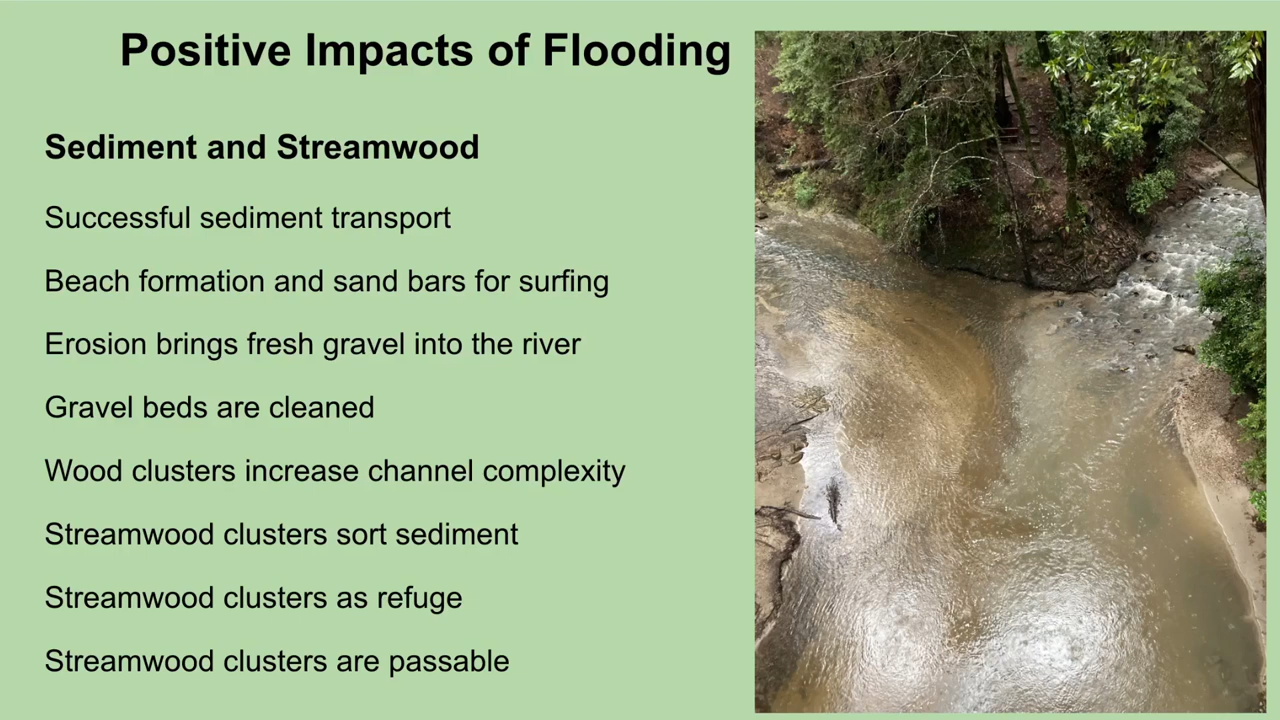 Positive Impacts of Flooding
Sediment and Streamwood
Successful sediment transport
Beach formation and sand bars for surfing
Erosion brings fresh gravel into the river
Gravel beds are cleaned
Wood clusters increase channel complexity
Streamwood clusters sort sediment
Streamwood clusters as refuge
Streamwood clusters are passable